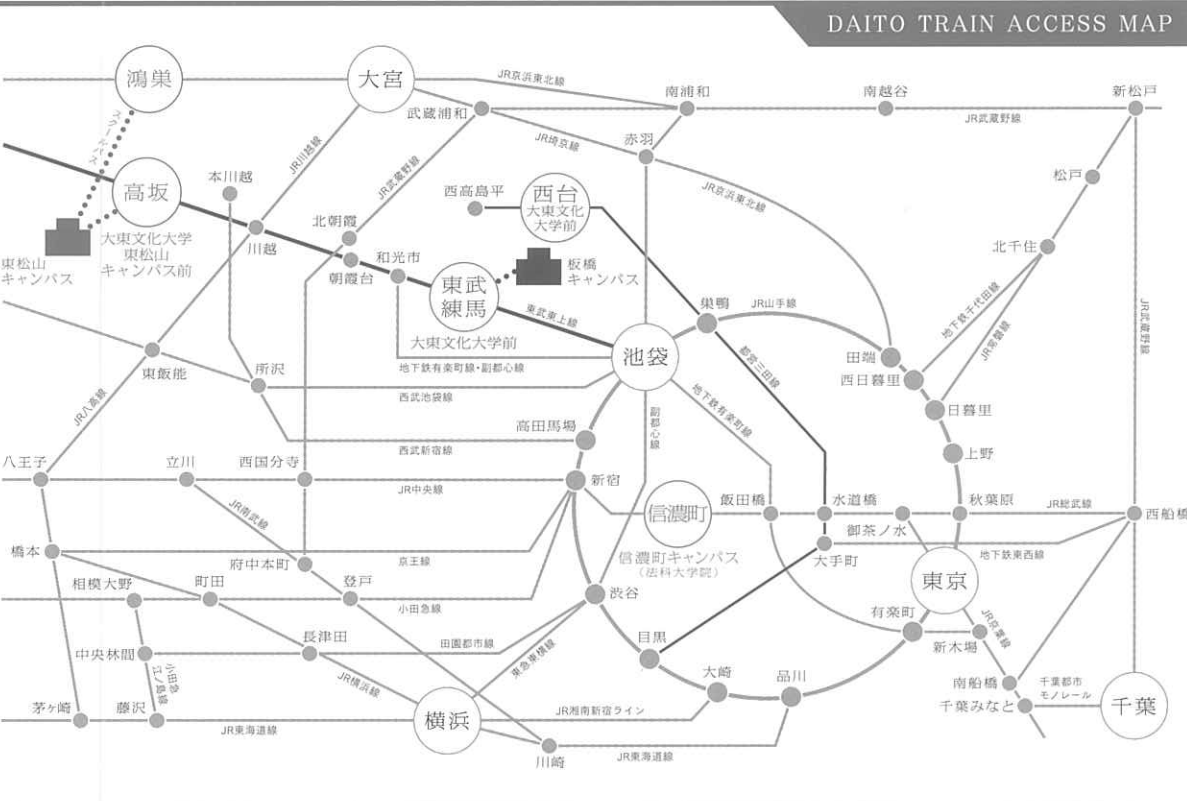 DAITO TRAIN ACCESS MAP
鴻巣
大宮
JR京浜東北線
南浦和
南越谷
新松戸
武蔵浦和
JR武蔵野線
スクールバス
JR川越線
JR埼京線
赤羽
JR武蔵野線
JR京浜東北線
松戸
高坂
本川越
西高島平
西台
大東文化
大学前
北朝霞
北千住
大東文化大学
東松山
キャンパス前
東松山
キャンパス
川越
朝霞台
和光市
東武
練馬
板橋
キャンパス
巣鴨
JR山手線
地下鉄千代田線
JR常磐線
JR武蔵野線
東武東上線
大東文化大学前
池袋
都営三田線
田端
東飯能
所沢
地下鉄有楽町線・副都心線
西武池袋線
西日暮里
JR八高線
副都心線
地下鉄有楽町線
日暮里
高田馬場
西武新宿線
上野
八王子
立川
西国分寺
JR中央線
新宿
JR南武線
信濃町
飯田橋
水道橋
御茶ノ水
秋葉原
JR総武線
西船橋
橋本
京王線
信濃町キャンパス
(法科大学院)
大手町
地下鉄東西線
府中本町
東京
相模大野
町田
登戸
小田急線
渋谷
有楽町
JR京葉線
新木場
中央林間
長津田
田園都市線
東急東横線
目黒
小田急
江ノ島線
JR横浜線
大崎
品川
南船橋
千葉都市
モノレール
千葉みなと
千葉
茅ヶ崎
藤沢
横浜
JR湘南新宿ライン
JR東海道線
川崎
JR東海道線